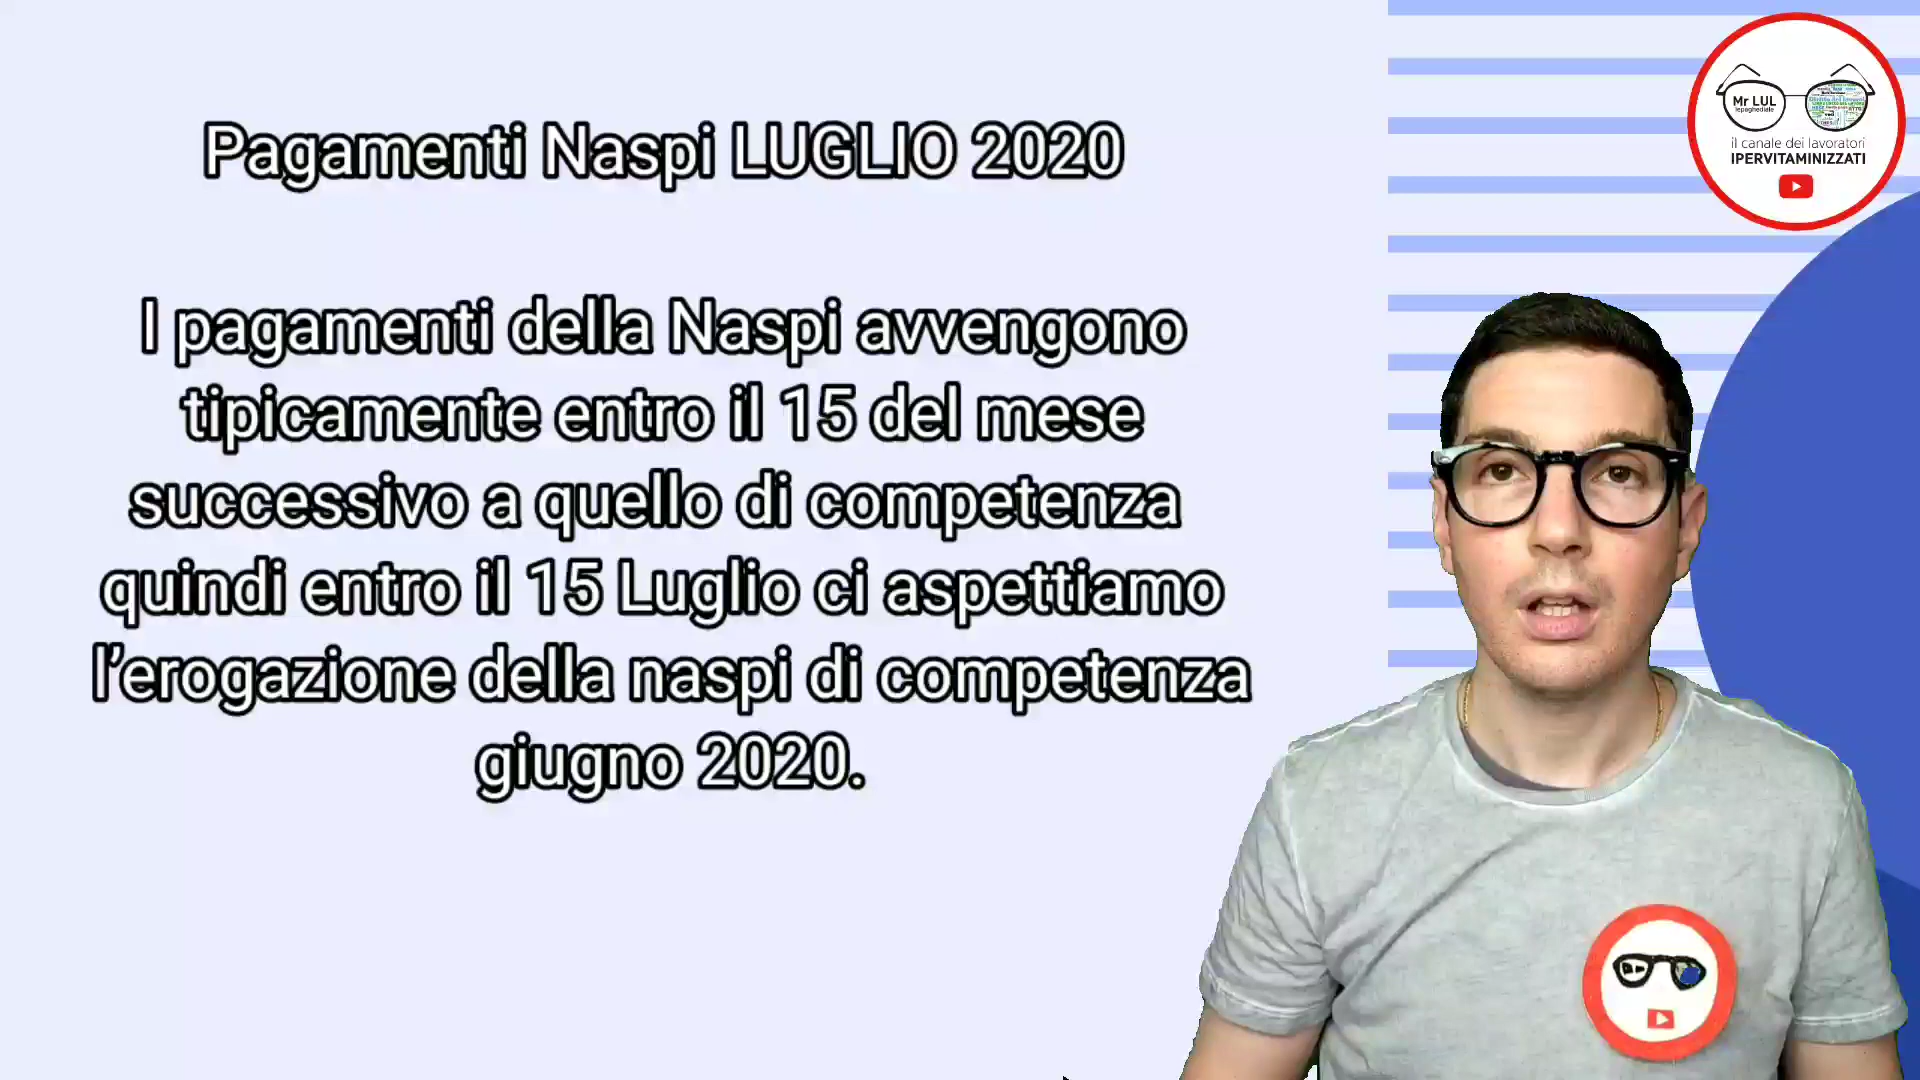 Pagamenti Naspi LUGLIO 2020
I pagamenti della Naspi avvengono
tipicamente entro il 15 del mese
successivo a quello di competenza
quindi entro il 15 Luglio ci aspettiamo
l'erogazione della naspi di competenza
giugno 2020.
Mr LUL
lepaghediale
il canale dei lavoratori
IPERVITAMINIZZATI